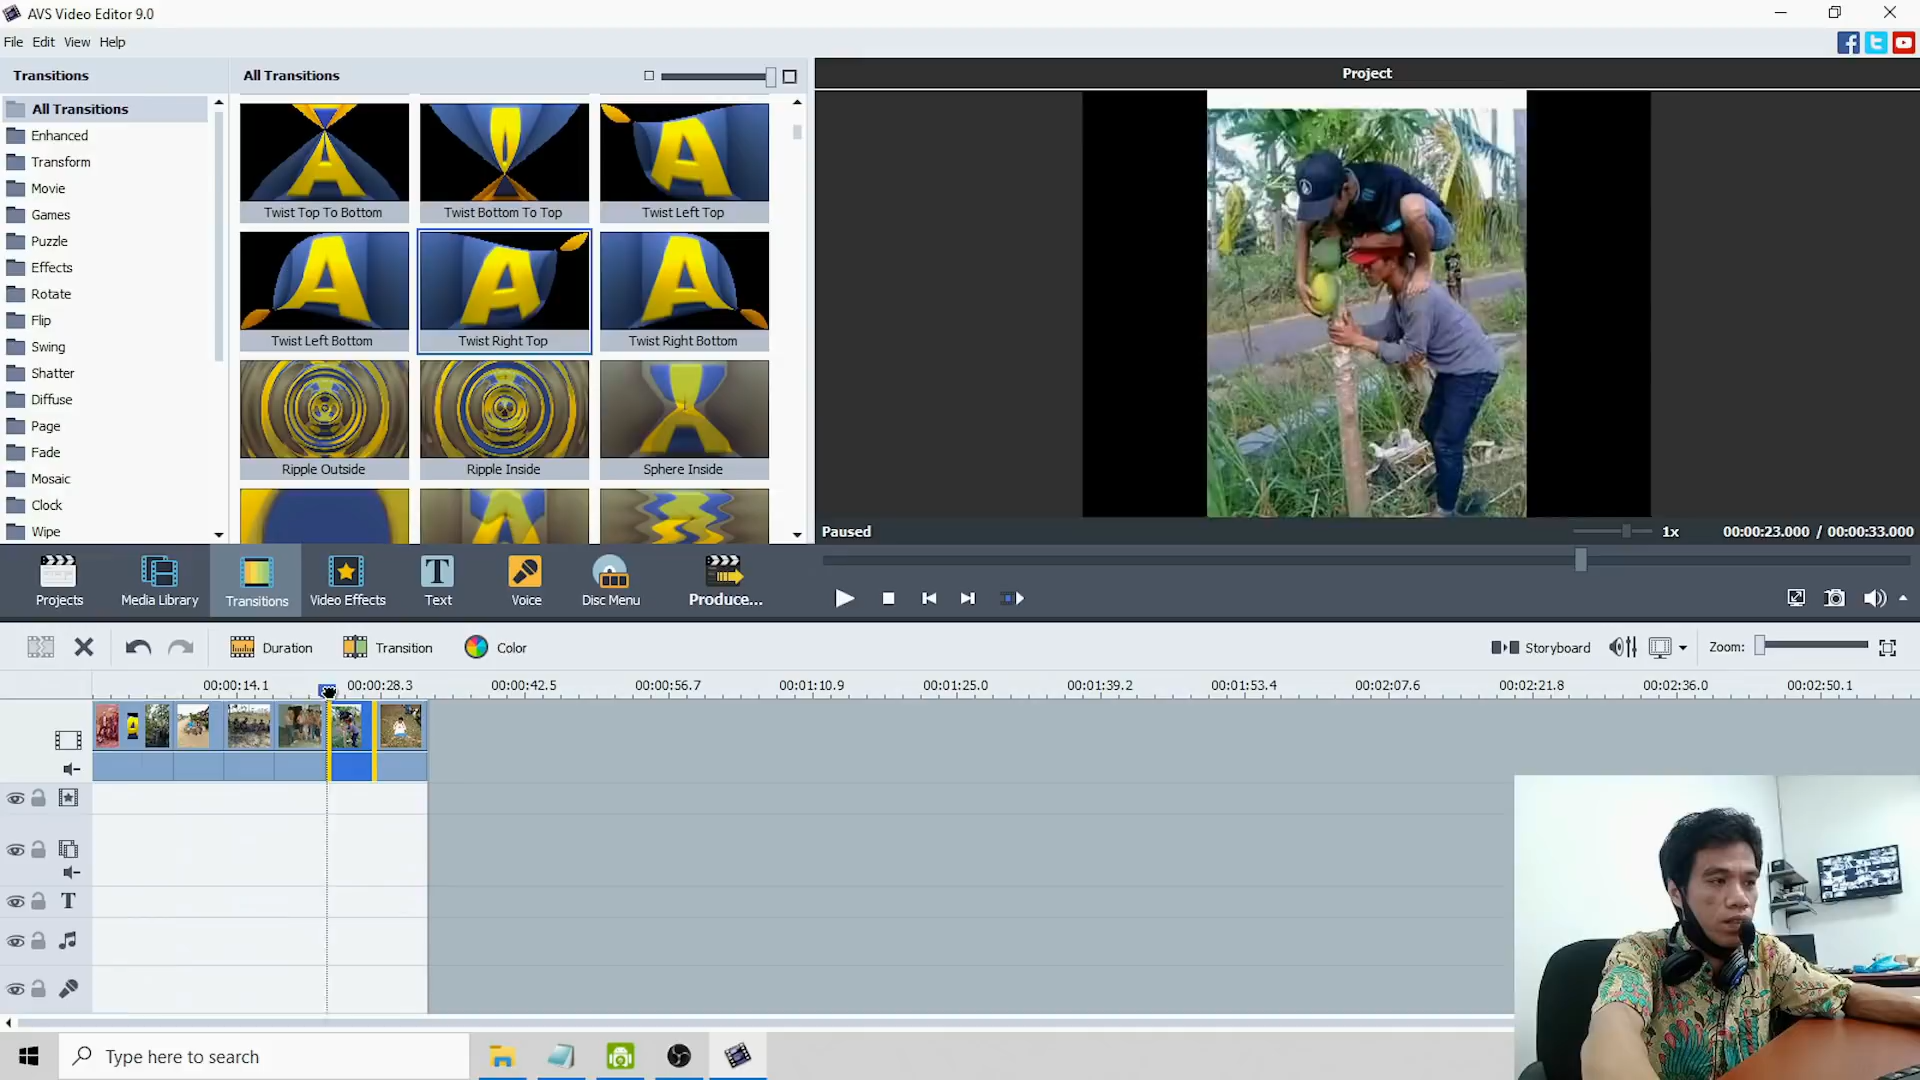 AVS Video Editor 9.0
File Edit View Help
Transitions
All Transitions
Enhanced
Transform
Movie
Games
Puzzle
Effects
Rotate
Flip
Swing
Shatter
Diffuse
Page
Fade
Mosaic
Clock
Wipe
All Transitions
Twist Top To Bottom Twist Bottom To Top Twist Left Top
Twist Left Bottom Twist Right Top Twist Right Bottom
Ripple Outside Ripple Inside Sphere Inside
Project
Paused 1x 00:00:23.000 / 00:00:33.000
Projects Media Library Transitions Video Effects Text Voice Disc Menu Produce...
Duration Transition Color Storyboard Zoom:
00:00:14.1 00:00:28.3 00:00:42.5 00:00:56.7 00:01:10.9 00:01:25.0 00:01:39.2 00:01:53.4 00:02:07.6 00:02:21.8 00:02:36.0 00:02:50.1
Type here to search